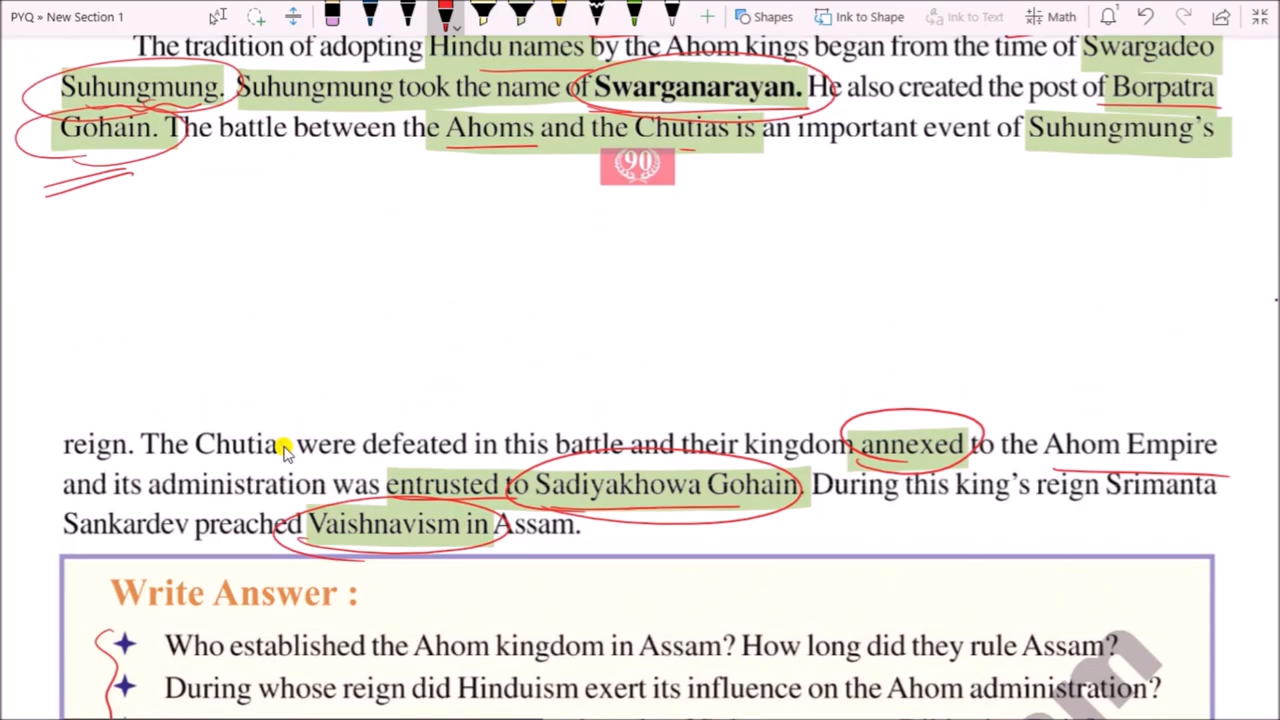 PYQ » New Section 1
Shapes
Ink to Shape
Ink to Text
Math
The tradition of adopting Hindu names by the Ahom kings began from the time of Swargadeo
Suhungmung. Suhungmung took the name of Swarganarayan. He also created the post of Borpatra
Gohain. The battle between the Ahoms and the Chutias is an important event of Suhungmung's
90
reign. The Chutias were defeated in this battle and their kingdom annexed to the Ahom Empire
and its administration was entrusted to Sadiyakhowa Gohain. During this king's reign Srimanta
Sankardev preached Vaishnavism in Assam.
Write Answer :
Who established the Ahom kingdom in Assam? How long did they rule Assam?
During whose reign did Hinduism exert its influence on the Ahom administration?